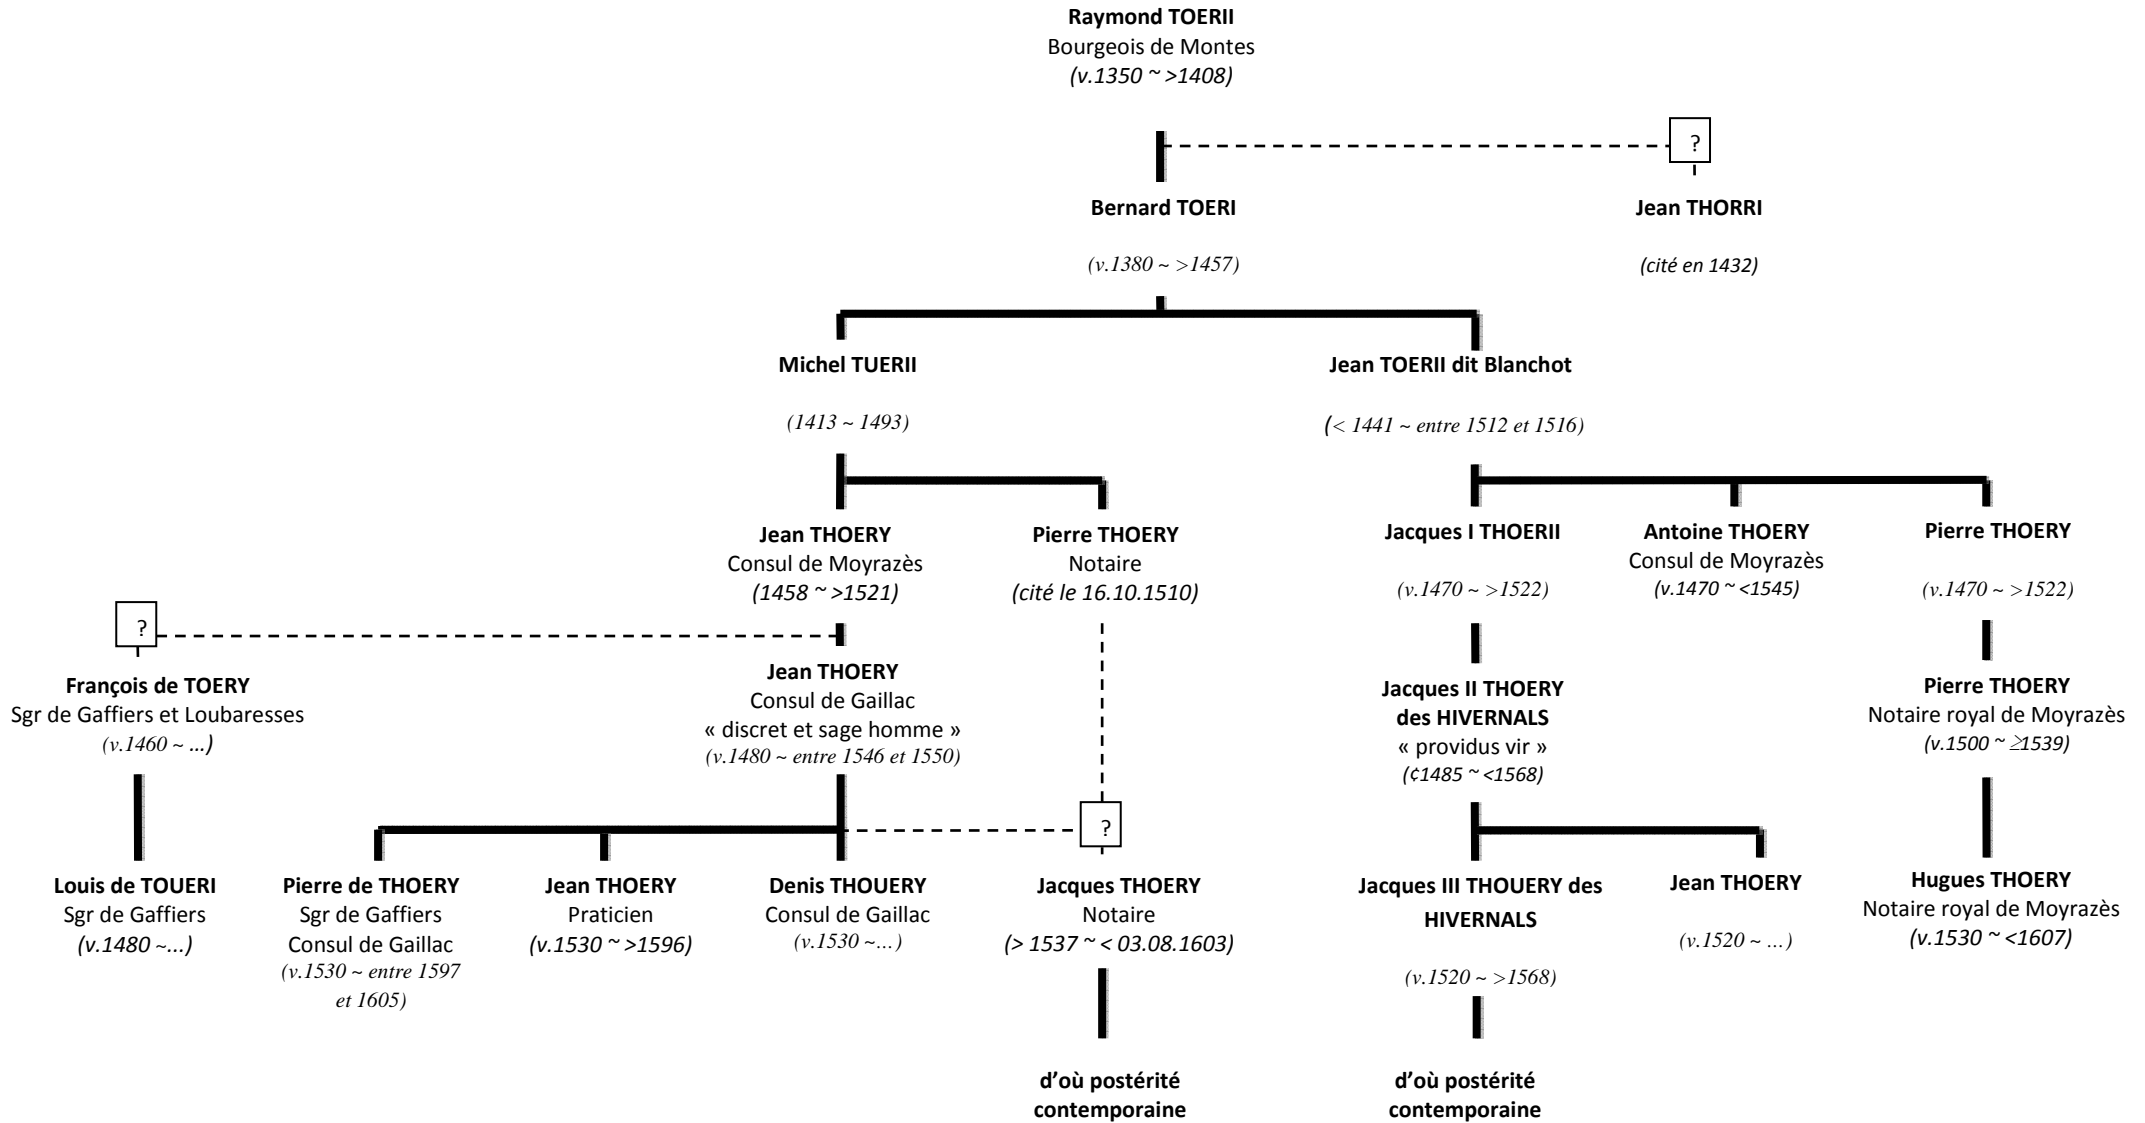 Raymond TOERII
Bourgeois de Montes
(v.1350 ~ >1408)
?
Bernard TOERI
(v.1380 ~ >1457)
Jean THORRI
(cité en 1432)
Michel TUERII
(1413 ~ 1493)
Jean TOERII dit Blanchot
(< 1441 ~ entre 1512 et 1516)
Jean THOERY
Consul de Moyrazès
(1458 ~ >1521)
Pierre THOERY
Notaire
(cité le 16.10.1510)
Jacques I THOERII
(v.1470 ~ >1522)
Antoine THOERY
Consul de Moyrazès
(v.1470 ~ <1545)
Pierre THOERY
(v.1470 ~ >1522)
?
François de TOERY
Sgr de Gaffiers et Loubaresses
(v.1460 ~ ...)
Jean THOERY
Consul de Gaillac
« discret et sage homme »
(v.1480 ~ entre 1546 et 1550)
Jacques II THOERY
des HIVERNALS
« providus vir »
(¢1485 ~ <1568)
Pierre THOERY
Notaire royal de Moyrazès
(v.1500 ~ ≥1539)
?
Louis de TOUERI
Sgr de Gaffiers
(v.1480 ~...)
Pierre de THOERY
Sgr de Gaffiers
Consul de Gaillac
(v.1530 ~ entre 1597
et 1605)
Jean THOERY
Praticien
(v.1530 ~ >1596)
Denis THOUERY
Consul de Gaillac
(v.1530 ~...)
Jacques THOERY
Notaire
(> 1537 ~ < 03.08.1603)
Jacques III THOUERY des
HIVERNALS
(v.1520 ~ >1568)
Jean THOERY
(v.1520 ~ ...)
Hugues THOERY
Notaire royal de Moyrazès
(v.1530 ~ <1607)
d’où postérité
contemporaine
d’où postérité
contemporaine